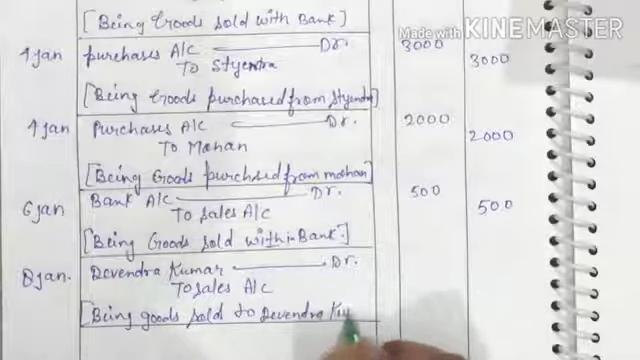 [Being Goods sold with Bank]
Made with KINEMASTER
4 Jan Purchases A/C Dr. 3000
To Styendra 3000
[Being Goods purchased from Styendra]
4 Jan Purchases A/C Dr. 2000
To Mohan 2000
[Being Goods purchased from mohan]
6 Jan Bank A/C Dr. 500
To Sales A/C 500
[Being Goods sold within Bank.]
8 Jan. Devendra Kumar Dr.
To Sales A/C
[Being goods sold to Devendra Ku